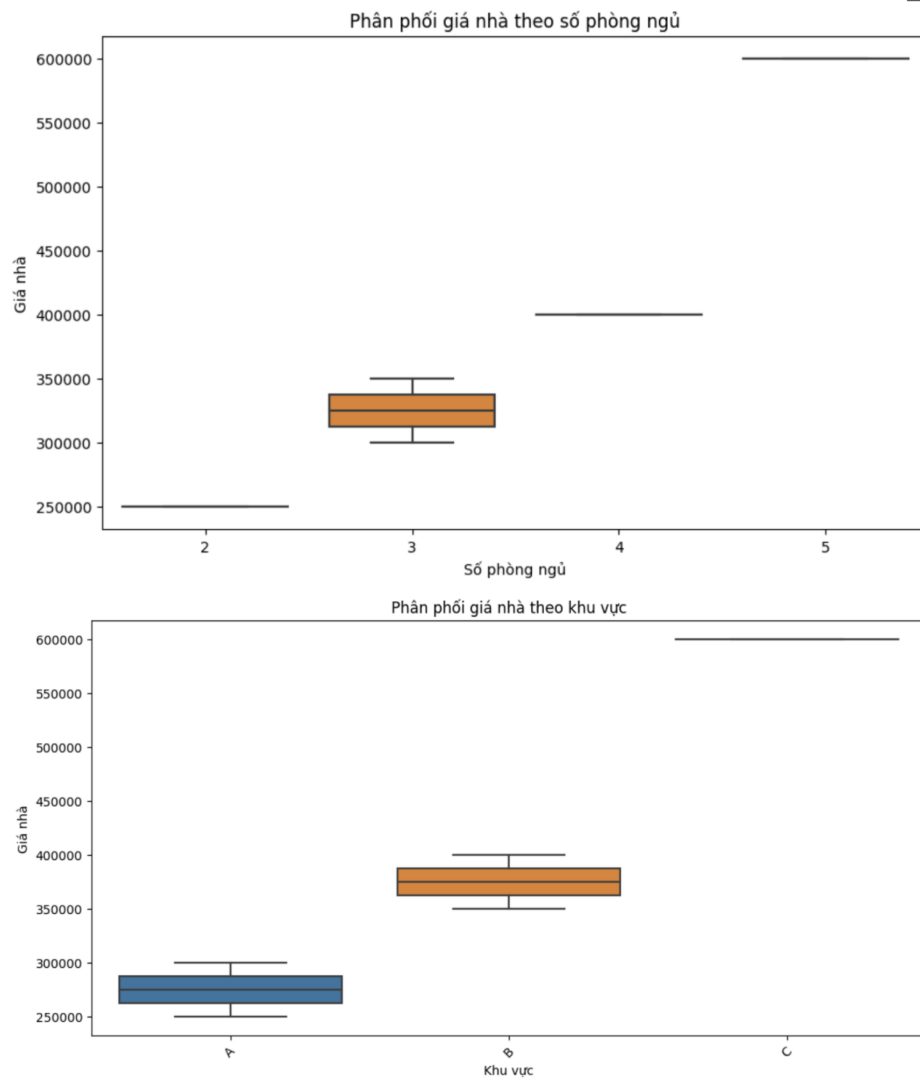 Phân phối giá nhà theo số phòng ngủ
600000
550000
500000
450000
400000
350000
300000
250000
Giá nhà
2 3 4 5
Số phòng ngủ
Phân phối giá nhà theo khu vực
600000
550000
500000
450000
400000
350000
300000
250000
Giá nhà
A B C
Khu vực